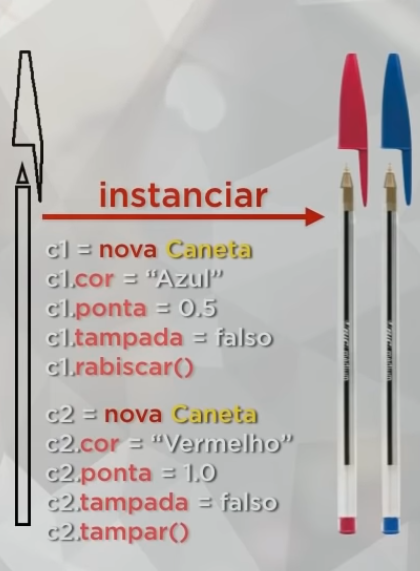 instanciar
c1 = nova Caneta
c1.cor = “Azul”
c1.ponta = 0.5
c1.tampada = falso
c1.rabiscar()
c2 = nova Caneta
c2.cor = “Vermelho”
c2.ponta = 1.0
c2.tampada = falso
c2.tampar()